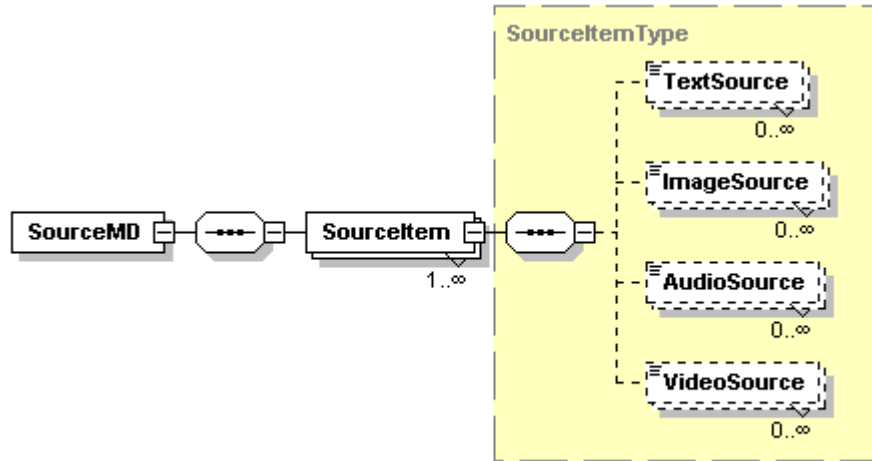 SourceItemType
TextSource
0..∞
ImageSource
0..∞
SourceMD
SourceItem
1..∞
AudioSource
0..∞
VideoSource
0..∞